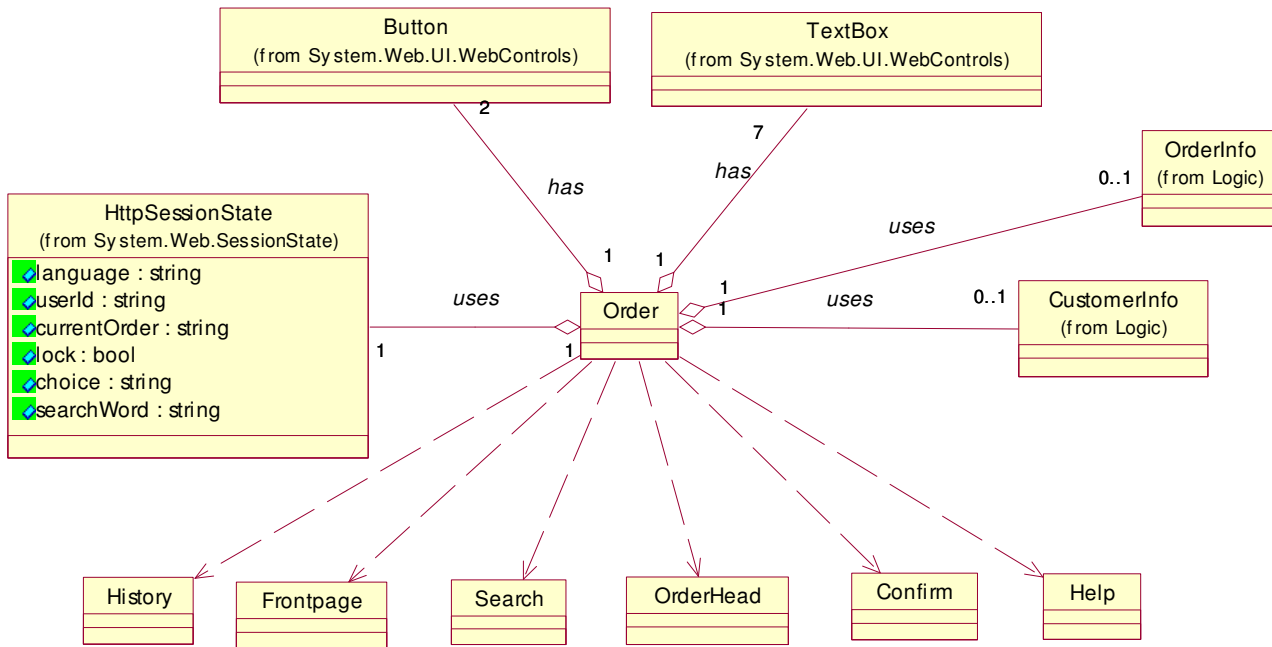 Button
(from System.Web.UI.WebControls)
TextBox
(from System.Web.UI.WebControls)
2
7
OrderInfo
(from Logic)
0..1
has
has
HttpSessionState
(from System.Web.SessionState)
language : string
userId : string
currentOrder : string
lock : bool
choice : string
searchWord : string
uses
1
1
1
uses
1
uses
0..1
CustomerInfo
(from Logic)
Order
1
1
History
Frontpage
Search
OrderHead
Confirm
Help